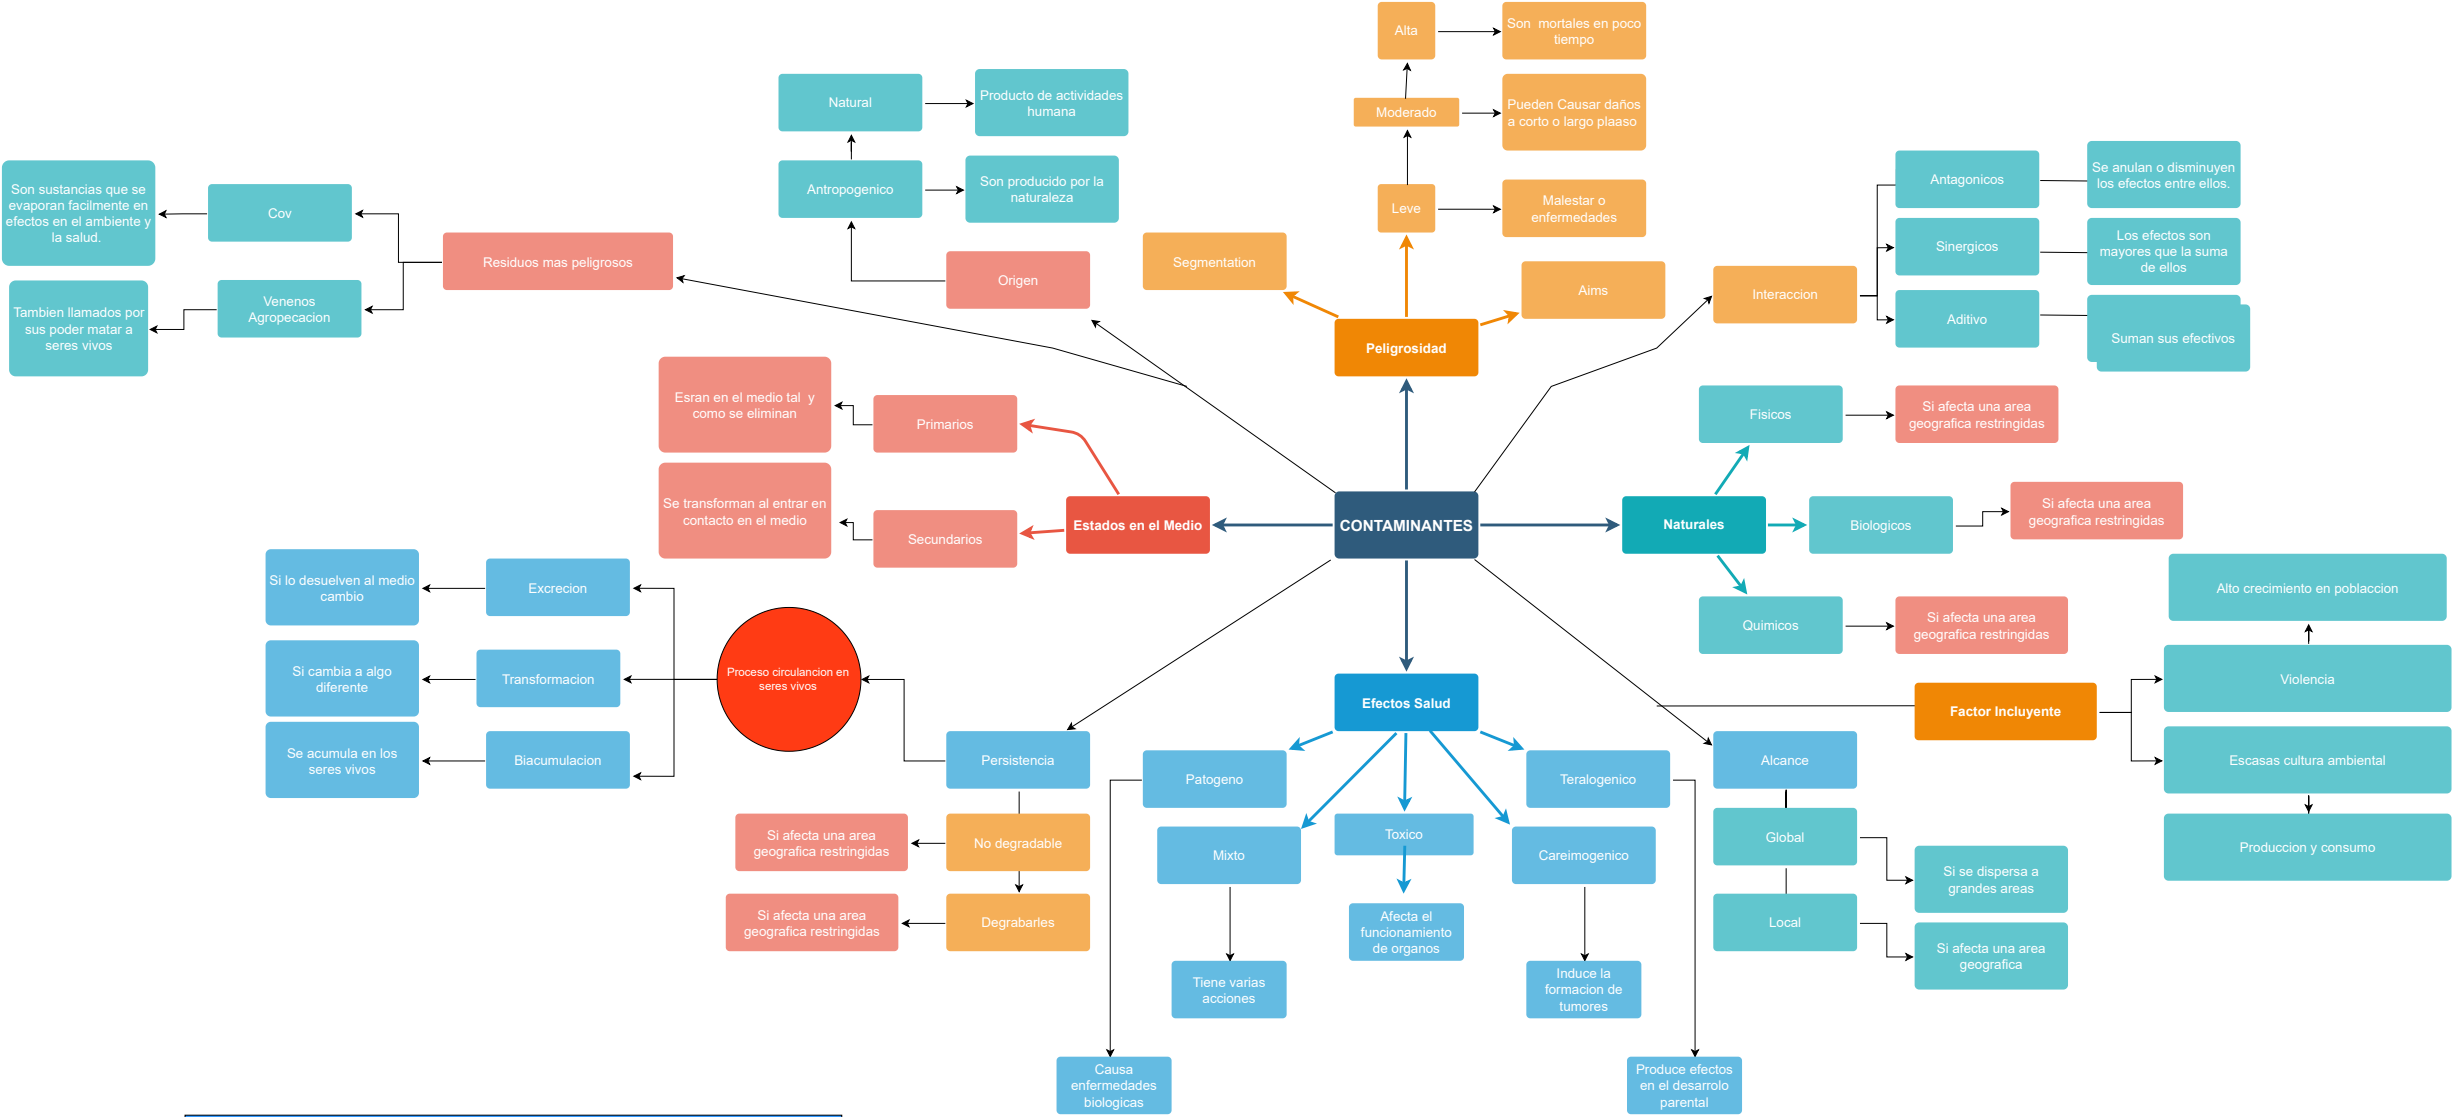 Alta
Son  mortales en poco
tiempo
Moderado
Pueden Causar daños
a corto o largo plaaso
Leve
Malestar o
enfermedades
Segmentation
Aims
Peligrosidad
Natural
Producto de actividades
humana
Antropogenico
Son producido por la
naturaleza
Origen
Residuos mas peligrosos
Cov
Son sustancias que se
evaporan facilmente en
efectos en el ambiente y
la salud.
Venenos
Agropecacion
Tambien llamados por
sus poder matar a
seres vivos
Interaccion
Antagonicos
Se anulan o disminuyen
los efectos entre ellos.
Sinergicos
Los efectos son
mayores que la suma
de ellos
Aditivo
Suman sus efectivos
Esran en el medio tal  y
como se eliminan
Primarios
Se transforman al entrar en
contacto en el medio
Secundarios
Estados en el Medio
CONTAMINANTES
Naturales
Fisicos
Si afecta una area
geografica restringidas
Biologicos
Si afecta una area
geografica restringidas
Quimicos
Si afecta una area
geografica restringidas
Si lo desuelven al medio
cambio
Excrecion
Si cambia a algo
diferente
Transformacion
Se acumula en los
seres vivos
Biacumulacion
Proceso circulancion en
seres vivos
Persistencia
Si afecta una area
geografica restringidas
No degradable
Si afecta una area
geografica restringidas
Degrabarles
Efectos Salud
Patogeno
Mixto
Toxico
Careimogenico
Teralogenico
Tiene varias
acciones
Afecta el
funcionamiento
de organos
Induce la
formacion de
tumores
Causa
enfermedades
biologicas
Produce efectos
en el desarrolo
parental
Alcance
Global
Si se dispersa a
grandes areas
Local
Si afecta una area
geografica
Factor Incluyente
Alto crecimiento en poblaccion
Violencia
Escasas cultura ambiental
Produccion y consumo